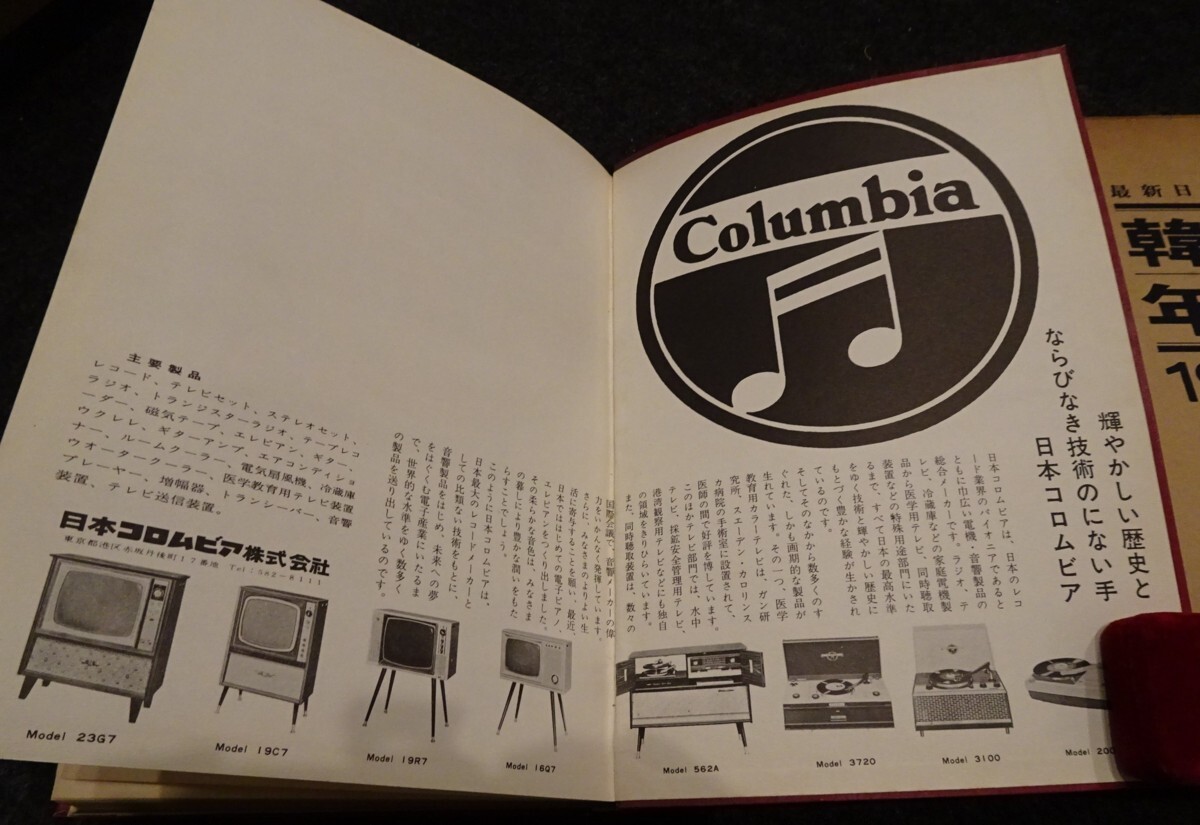 Columbia
輝やかしい歴史と
ならびなき技術のにない手
日本コロムビア
日本コロムビアは、日本のレコ
ード業界のパイオニアであると
ともに巾広い電機、音響製品の
総合メーカーです。ラジオ、テ
レビ、冷蔵庫などの家庭電機製
品から医学用テレビ、同時聴取
装置などの特殊用途部門にいた
るまで、すべて日本の最高水準
をゆく技術と輝やかしい歴史に
もとづく豊かな経験が生かされ
ているのです。
そしてそのなかから数多くのす
ぐれた、しかも画期的な製品が
生れています。その一つ、医学
教育用カラーテレビは、ガン研
究所、スエーデン・カロリンス
カ病院の手術室に設置されて、
医師の間で好評を博しています。
このほかテレビ部門では、水中
テレビ、採鉱安全管理用テレビ、
港湾観察用テレビなどにも独自
の領域をきりひらいています。
また、同時聴取装置は、数々の
国際会議で、音響メーカーの偉
力をいかんなく発揮しています。
さらに、みなさまのよりよい生
活に寄与することを願い、最近、
日本ではじめての電子ピアノ、
エレピアンをつくり出しました。
その柔らかな音色は、みなさま
の暮しにより豊かな潤いをもた
らすことでしょう。
このように日本コロムビアは、
日本最大のレコードメーカーと
しての比類ない技術をもとに、
音響製品をはじめ、未来への夢
をはぐくむ電子産業にいたるま
で、世界的な水準をゆく数多く
の製品を送り出しているのです。
主要製品
レコード、テレビセット、ステレオセット、
ラジオ、トランジスターラジオ、テープレコ
ーダー、磁気テープ、エレピアン、ギター、
ウクレレ、ギターアンプ、エアコンディショ
ナー、ルームクーラー、電気扇風機、冷蔵庫
ウオータークーラー、医学教育用テレビ装置
プレーヤー、増幅器、トランシーバー、音響
装置、テレビ送信装置。
日本コロムビア株式会社
東京都港区赤坂丹後町17番地 Tel：582-8111
Model 23G7
Model 19C7
Model 19R7
Model 16Q7
Model 562A
Model 3720
Model 3100
Model 200
最新日
韓
年
19